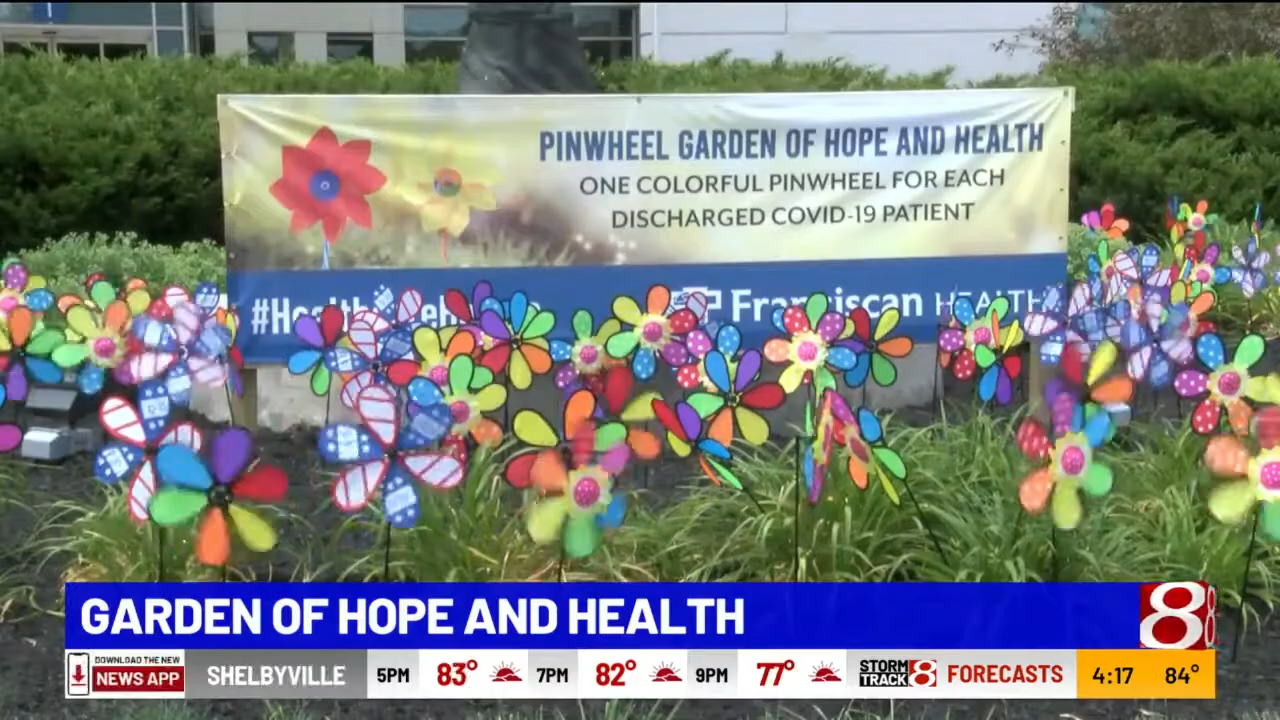 PINWHEEL GARDEN OF HOPE AND HEALTH
ONE COLORFUL PINWHEEL FOR EACH
DISCHARGED COVID-19 PATIENT
Franciscan HEALTH
GARDEN OF HOPE AND HEALTH
8
DOWNLOAD THE NEW
NEWS APP
SHELBYVILLE 5PM 83° 7PM 82° 9PM 77° STORM TRACK 8 FORECASTS 4:17 84°